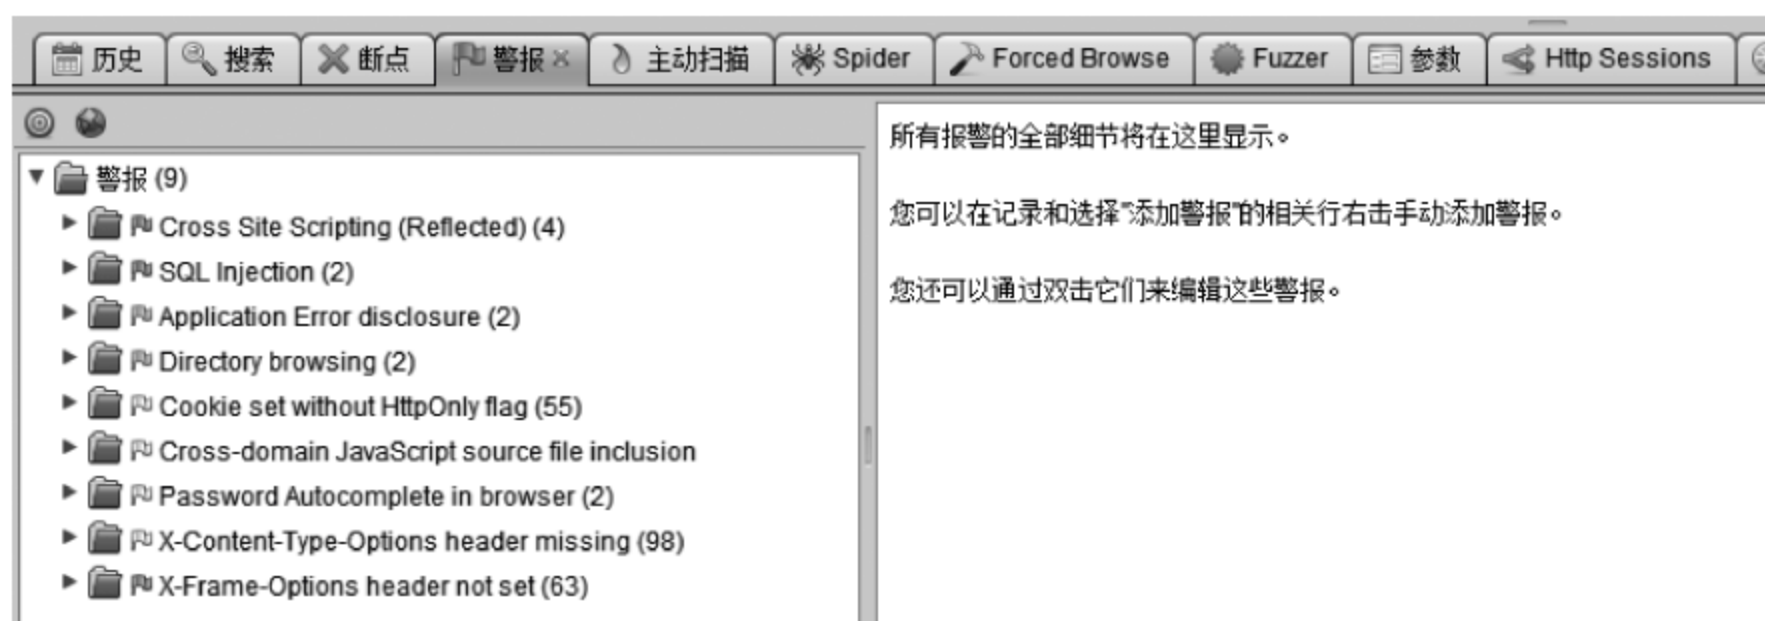 历史 搜索 断点 警报 主动扫描 Spider Forced Browse Fuzzer 参数 Http Sessions
警报 (9)
Cross Site Scripting (Reflected) (4)
SQL Injection (2)
Application Error disclosure (2)
Directory browsing (2)
Cookie set without HttpOnly flag (55)
Cross-domain JavaScript source file inclusion
Password Autocomplete in browser (2)
X-Content-Type-Options header missing (98)
X-Frame-Options header not set (63)
所有报警的全部细节将在这里显示。
您可以在记录和选择"添加警报"的相关行右击手动添加警报。
您还可以通过双击它们来编辑这些警报。